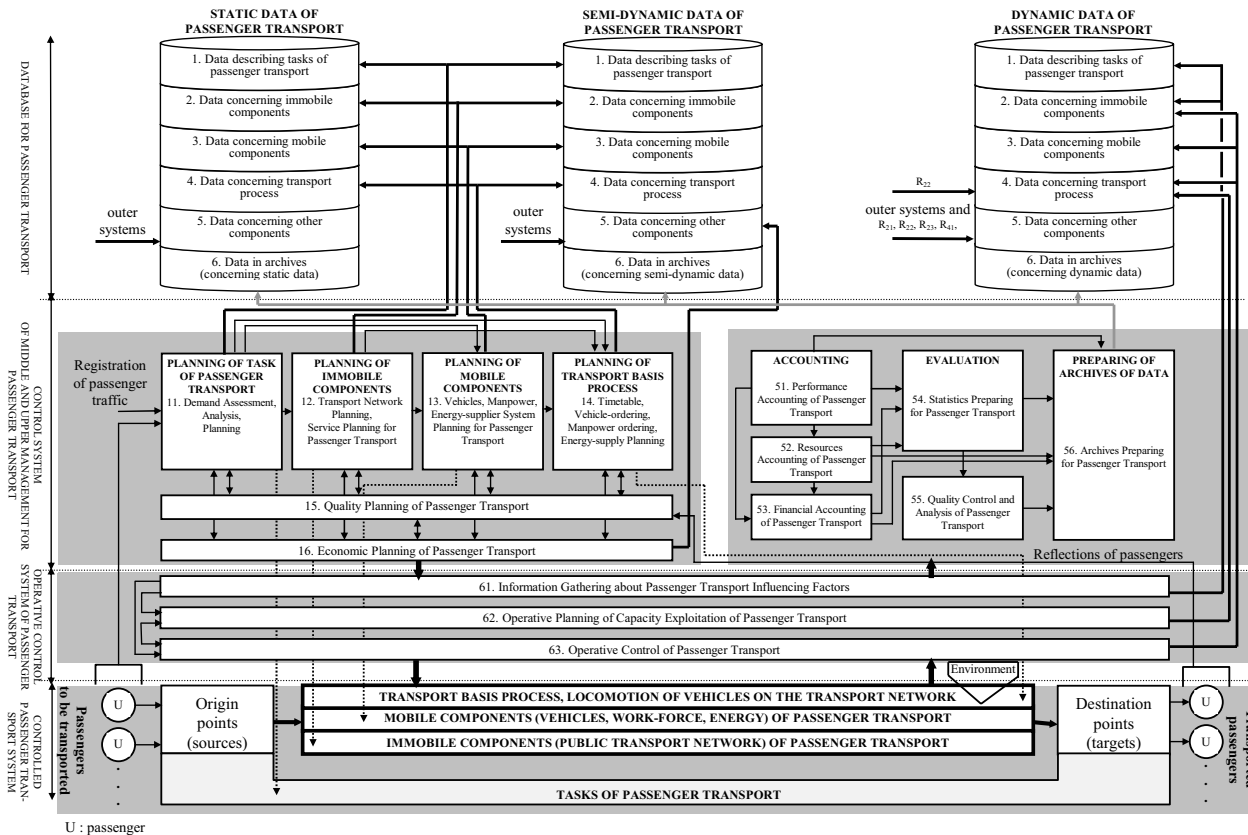 STATIC DATA OF
PASSENGER TRANSPORT
SEMI-DYNAMIC DATA OF
PASSENGER TRANSPORT
DYNAMIC DATA OF
PASSENGER TRANSPORT
DATABASE FOR PASSENGER TRANSPORT
1. Data describing tasks of
passenger transport
2. Data concerning immobile
components
3. Data concerning mobile
components
4. Data concerning transport
process
5. Data concerning other
components
6. Data in archives
(concerning static data)
outer
systems
1. Data describing tasks of
passenger transport
2. Data concerning immobile
components
3. Data concerning mobile
components
4. Data concerning transport
process
5. Data concerning other
components
6. Data in archives
(concerning semi-dynamic data)
outer
systems
1. Data describing tasks of
passenger transport
2. Data concerning immobile
components
3. Data concerning mobile
components
4. Data concerning transport
process
5. Data concerning other
components
6. Data in archives
(concerning dynamic data)
R22
outer systems and
R21, R22, R23, R41,
CONTROL SYSTEM
OF MIDDLE AND UPPER MANAGEMENT FOR
PASSENGER TRANSPORT
Registration
of passenger
traffic
PLANNING OF TASK
OF PASSENGER
TRANSPORT
11. Demand Assessment,
Analysis,
Planning
PLANNING OF
IMMOBILE
COMPONENTS
12. Transport Network
Planning,
Service Planning for
Passenger Transport
PLANNING OF
MOBILE
COMPONENTS
13. Vehicles, Manpower,
Energy-supplier System
Planning for Passenger
Transport
PLANNING OF
TRANSPORT BASIS
PROCESS
14. Timetable,
Vehicle-ordering,
Manpower ordering,
Energy-supply Planning
15. Quality Planning of Passenger Transport
16. Economic Planning of Passenger Transport
ACCOUNTING
51. Performance
Accounting of Passenger
Transport
52. Resources
Accounting of Passenger
Transport
53. Financial Accounting
of Passenger Transport
EVALUATION
54. Statistics Preparing
for Passenger Transport
55. Quality Control and
Analysis of Passenger
Transport
PREPARING OF
ARCHIVES OF DATA
56. Archives Preparing
for Passenger Transport
Reflections of passengers
OPERATIVE CONTROL
SYSTEM OF PASSENGER
TRANSPORT
61. Information Gathering about Passenger Transport Influencing Factors
62. Operative Planning of Capacity Exploitation of Passenger Transport
63. Operative Control of Passenger Transport
Environment
CONTROLLED
PASSENGER TRAN-
SPORT SYSTEM
Passengers
to be transported
U
U
Origin
points
(sources)
TRANSPORT BASIS PROCESS, LOCOMOTION OF VEHICLES ON THE TRANSPORT NETWORK
MOBILE COMPONENTS (VEHICLES, WORK-FORCE, ENERGY) OF PASSENGER TRANSPORT
IMMOBILE COMPONENTS (PUBLIC TRANSPORT NETWORK) OF PASSENGER TRANSPORT
Destination
points
(targets)
U
U
passengers
TASKS OF PASSENGER TRANSPORT
U : passenger